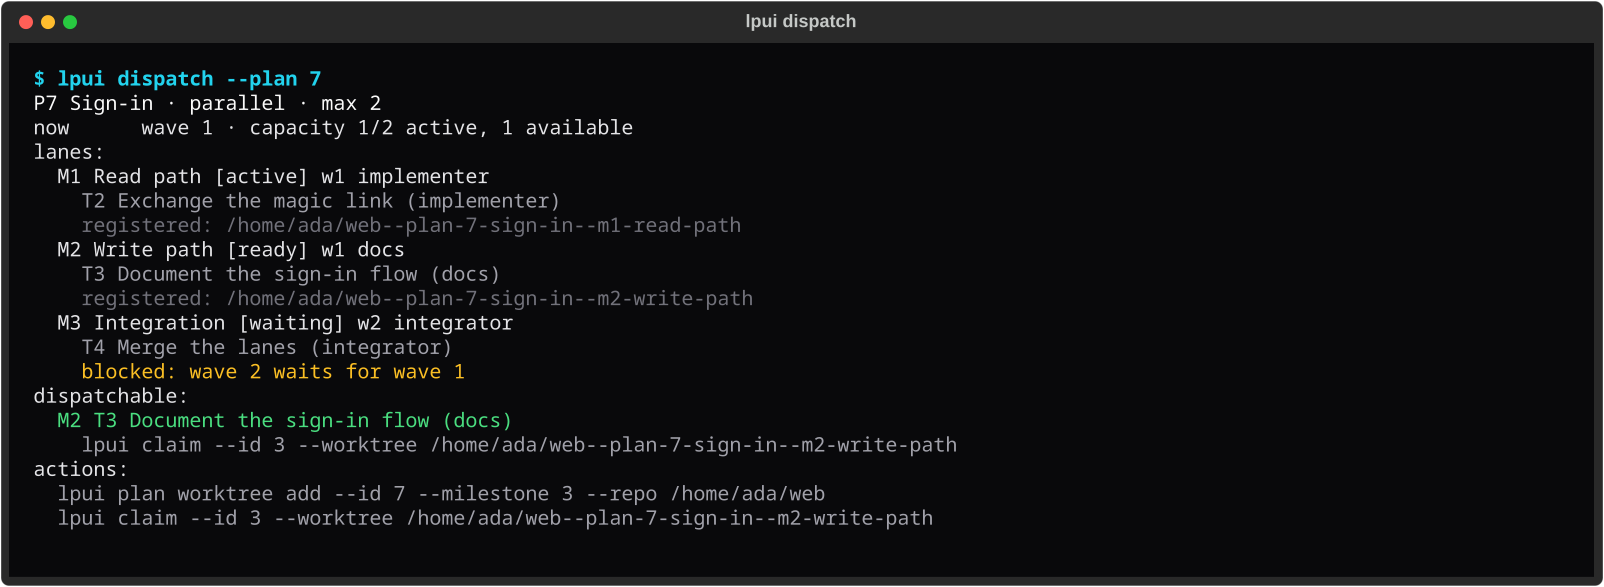 lpui dispatch
$ lpui dispatch --plan 7
P7 Sign-in · parallel · max 2
now      wave 1 · capacity 1/2 active, 1 available
lanes:
  M1 Read path [active] w1 implementer
    T2 Exchange the magic link (implementer)
    registered: /home/ada/web--plan-7-sign-in--m1-read-path
  M2 Write path [ready] w1 docs
    T3 Document the sign-in flow (docs)
    registered: /home/ada/web--plan-7-sign-in--m2-write-path
  M3 Integration [waiting] w2 integrator
    T4 Merge the lanes (integrator)
    blocked: wave 2 waits for wave 1
dispatchable:
  M2 T3 Document the sign-in flow (docs)
    lpui claim --id 3 --worktree /home/ada/web--plan-7-sign-in--m2-write-path
actions:
  lpui plan worktree add --id 7 --milestone 3 --repo /home/ada/web
  lpui claim --id 3 --worktree /home/ada/web--plan-7-sign-in--m2-write-path